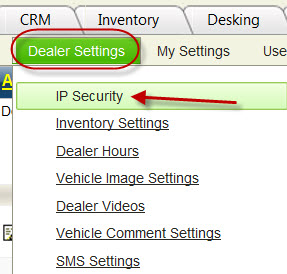 CRM Inventory Desking
Dealer Settings My Settings Use
IP Security
Inventory Settings
Dealer Hours
Vehicle Image Settings
Dealer Videos
Vehicle Comment Settings
SMS Settings